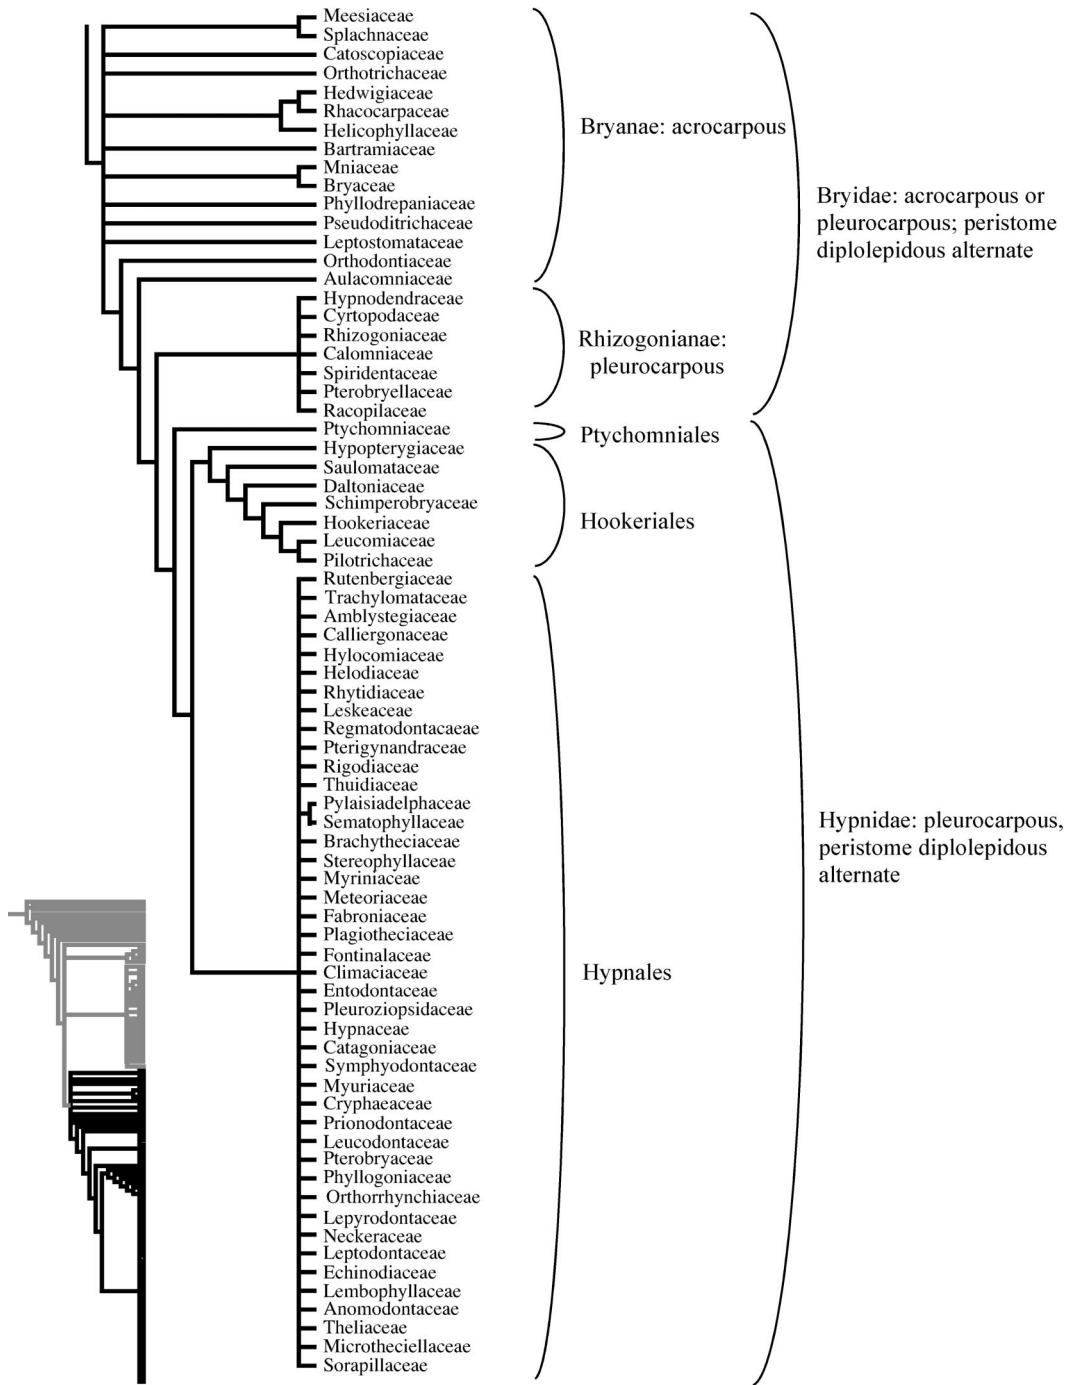 Meesiaceae
Splachnaceae
Catoscopiaceae
Orthotrichaceae
Hedwigiaceae
Rhacocarpaceae
Helicophyllaceae
Bartramiaceae
Mniaceae
Bryaceae
Phyllodrepaniaceae
Pseudoditrichaceae
Leptostomataceae
Orthodontiaceae
Aulacomniaceae
Hypnodendraceae
Cyrtopodaceae
Rhizogoniaceae
Calomniaceae
Spiridentaceae
Pterobryellaceae
Racopilaceae
Ptychomniaceae
Hypopterygiaceae
Saulomataceae
Daltoniaceae
Schimperobryaceae
Hookeriaceae
Leucomiaceae
Pilotrichaceae
Rutenbergiaceae
Trachylomataceae
Amblystegiaceae
Calliergonaceae
Hylocomiaceae
Helodiaceae
Rhytidiaceae
Leskeaceae
Regmatodontacaeae
Pterigynandraceae
Rigodiaceae
Thuidiaceae
Pylaisiadelphaceae
Sematophyllaceae
Brachytheciaceae
Stereophyllaceae
Myriniaceae
Meteoriaceae
Fabroniaceae
Plagiotheciaceae
Fontinalaceae
Climaciaceae
Entodontaceae
Pleuroziopsidaceae
Hypnaceae
Catagoniaceae
Symphyodontaceae
Myuriaceae
Cryphaeaceae
Prionodontaceae
Leucodontaceae
Pterobryaceae
Phyllogoniaceae
Orthorrhynchiaceae
Lepyrodontaceae
Neckeraceae
Leptodontaceae
Echinodiaceae
Lembophyllaceae
Anomodontaceae
Theliaceae
Microtheciellaceae
Sorapillaceae
Bryanae: acrocarpous
Rhizogonianae:
pleurocarpous
Ptychomniales
Hookeriales
Hypnales
Bryidae: acrocarpous or
pleurocarpous; peristome
diplolepidous alternate
Hypnidae: pleurocarpous,
peristome diplolepidous
alternate